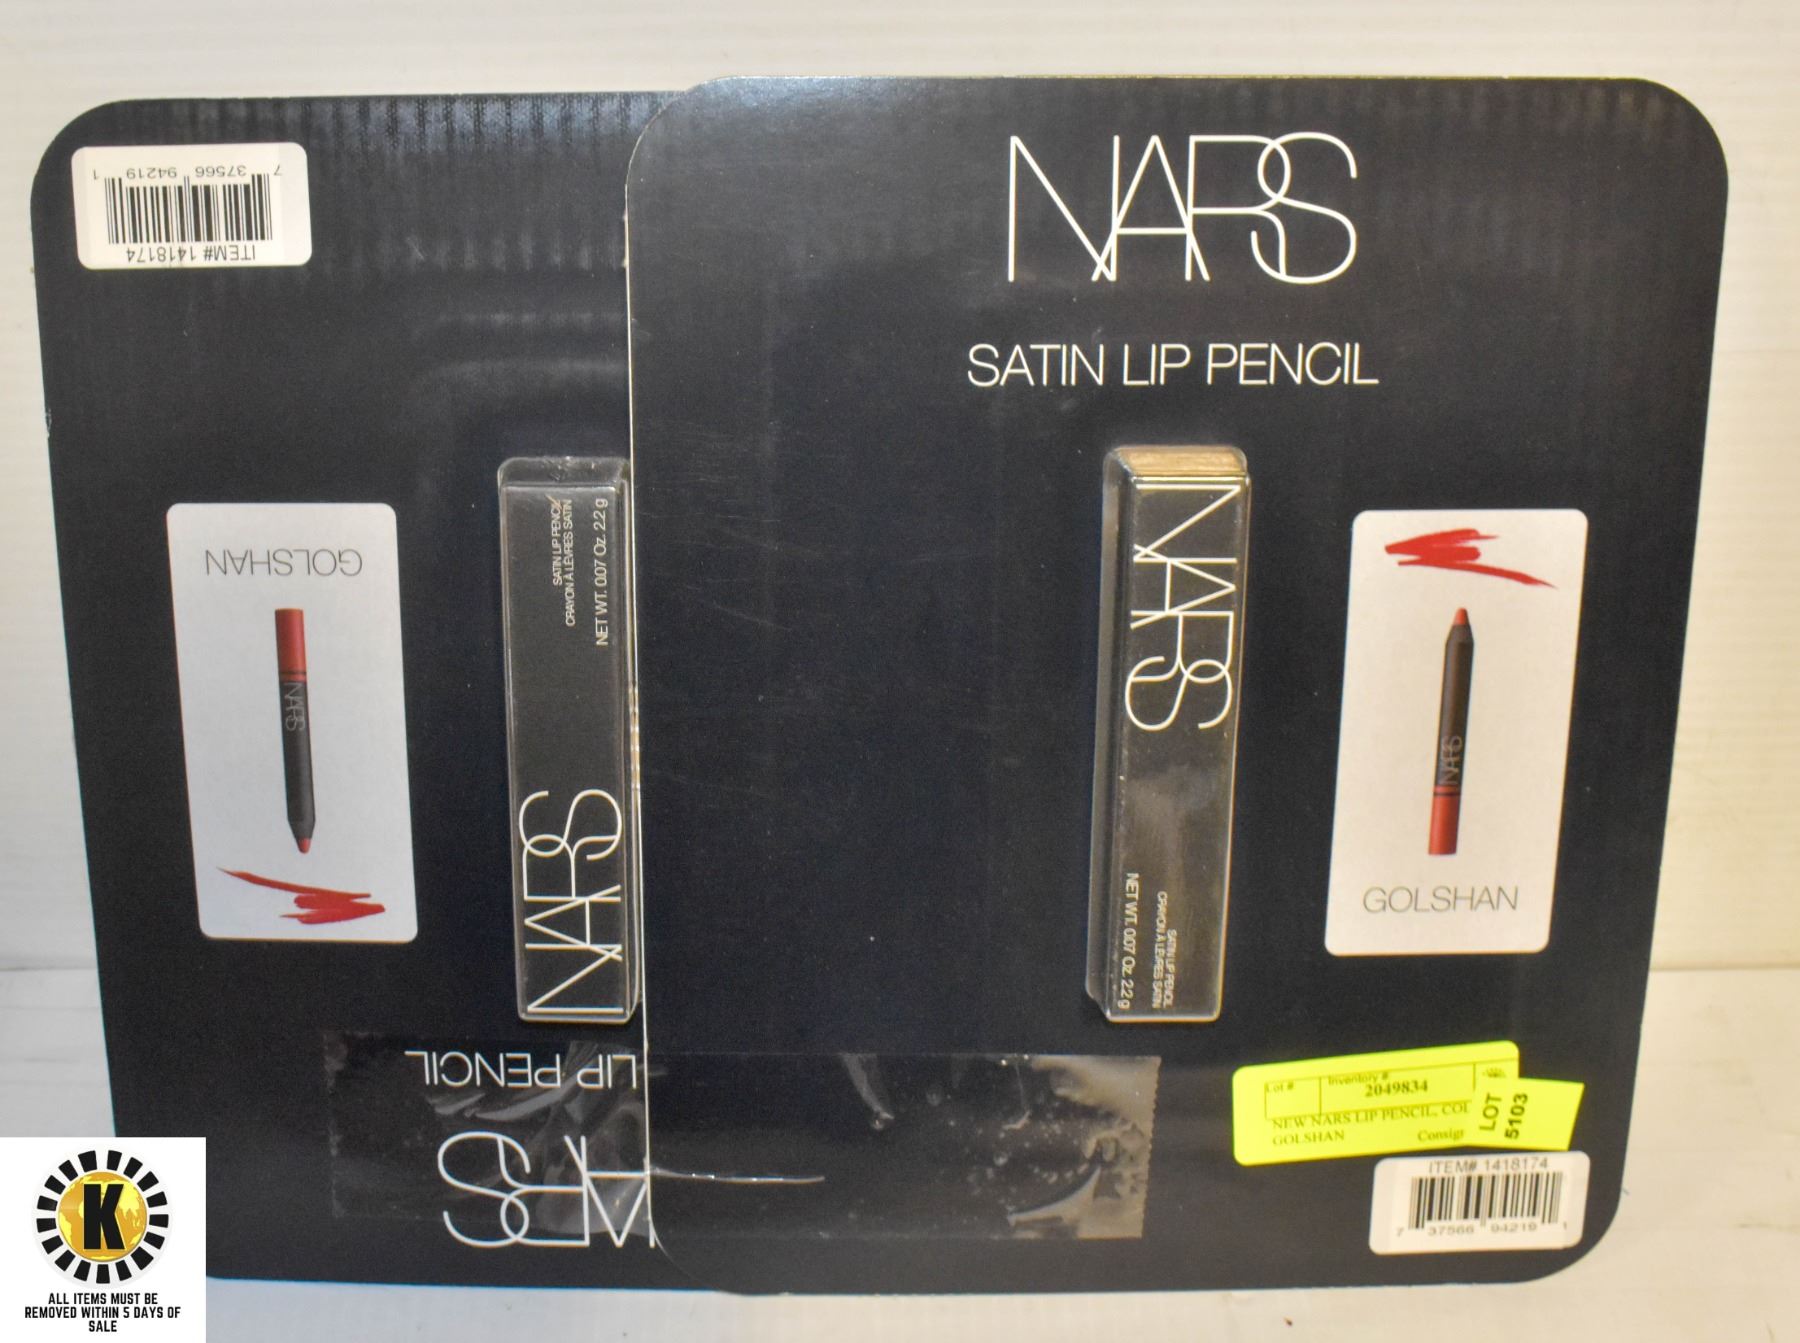 7 37566 94219 1
ITEM# 1418174
GOLSHAN
NARS
SATIN LIP PENCIL
CRAYON À LÈVRES SATIN
NET WT. 0.07 Oz. 2.2 g
NARS
LIP PENCIL
NARS
NARS
SATIN LIP PENCIL
NARS
SATIN LIP PENCIL
CRAYON À LÈVRES SATIN
NET WT. 0.07 Oz. 2.2 g
NARS
GOLSHAN
Lot # Inventory #
2049834
NEW NARS LIP PENCIL, COL
GOLSHAN Consign
LOT
5103
ITEM# 1418174
7 37566 94219 1
K
ALL ITEMS MUST BE
REMOVED WITHIN 5 DAYS OF
SALE